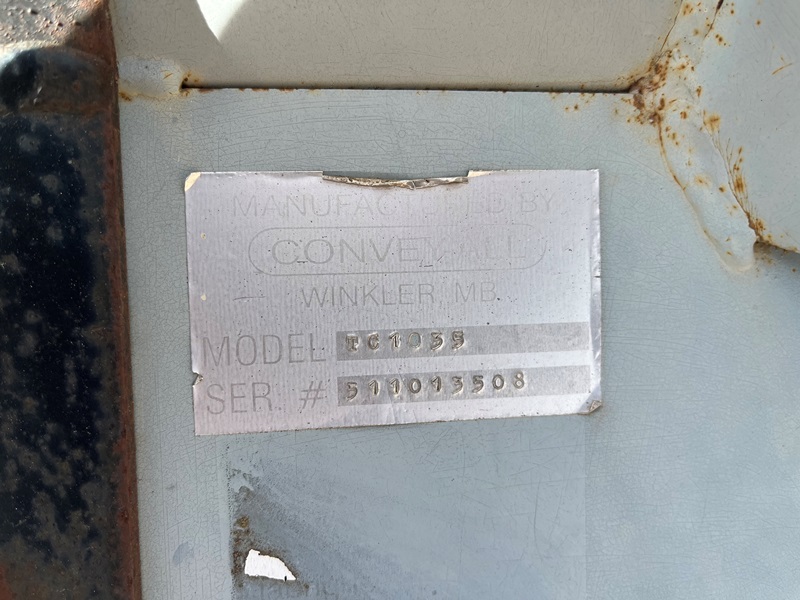 MANUFACTURED BY
CONVEY-ALL
WINKLER, MB.
MODEL TC1035
SER. # 511013508